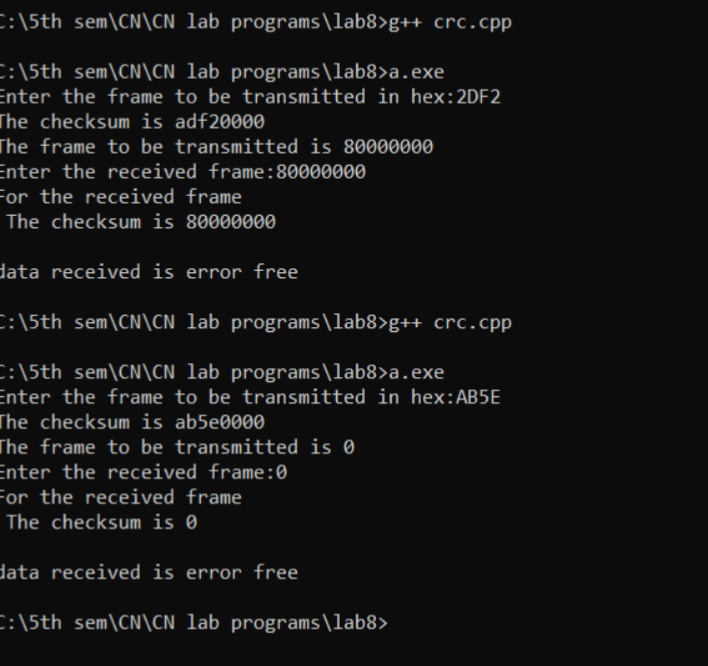 C:\5th sem\CN\CN lab programs\lab8>g++ crc.cpp
C:\5th sem\CN\CN lab programs\lab8>a.exe
Enter the frame to be transmitted in hex:2DF2
The checksum is adf20000
The frame to be transmitted is 80000000
Enter the received frame:80000000
For the received frame
The checksum is 80000000
data received is error free
C:\5th sem\CN\CN lab programs\lab8>g++ crc.cpp
C:\5th sem\CN\CN lab programs\lab8>a.exe
Enter the frame to be transmitted in hex:AB5E
The checksum is ab5e0000
The frame to be transmitted is 0
Enter the received frame:0
For the received frame
The checksum is 0
data received is error free
C:\5th sem\CN\CN lab programs\lab8>